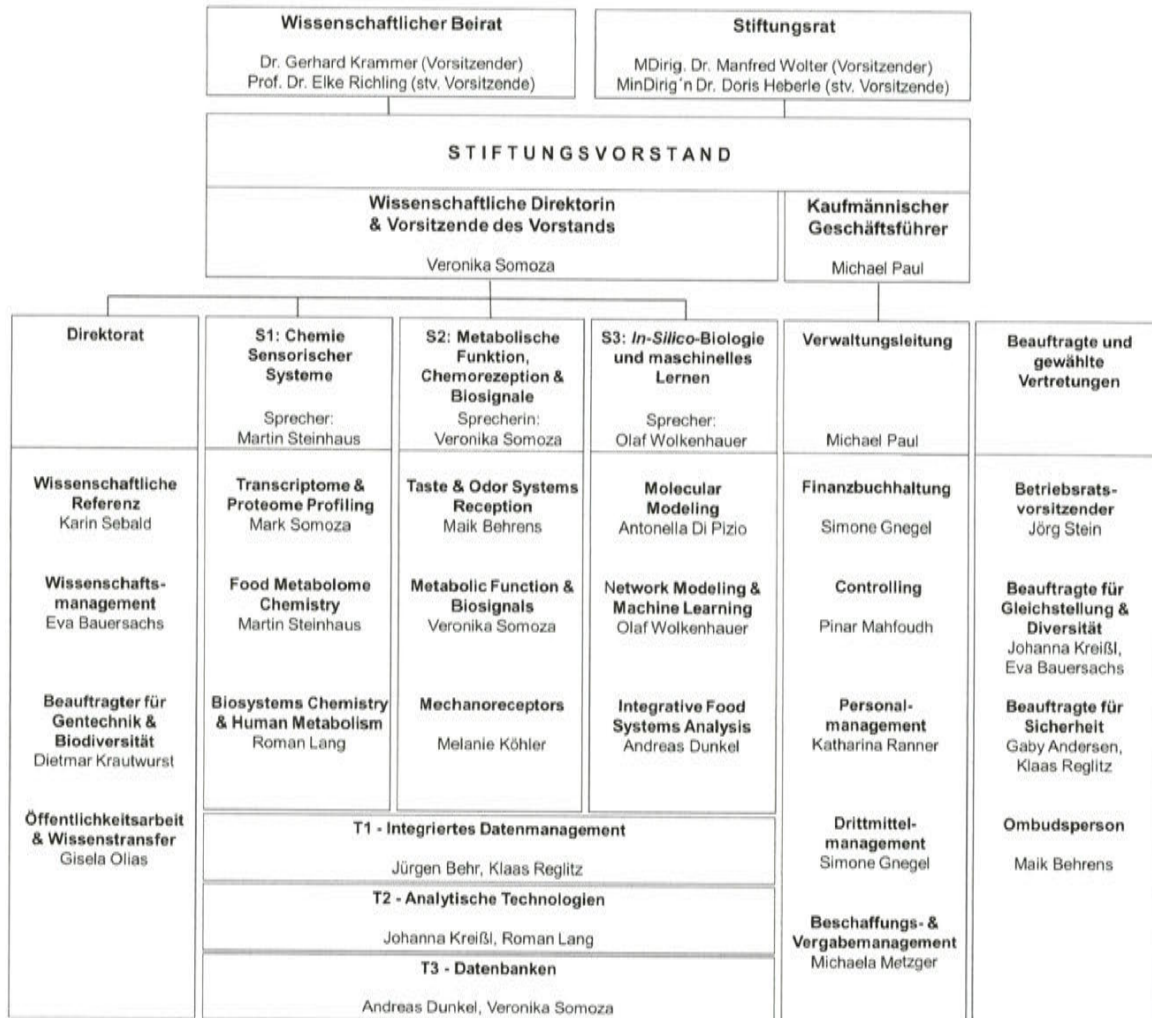 Wissenschaftlicher Beirat
Dr. Gerhard Krammer (Vorsitzender)
Prof. Dr. Elke Richling (stv. Vorsitzende)
Stiftungsrat
MDirig. Dr. Manfred Wolter (Vorsitzender)
MinDirig´n Dr. Doris Heberle (stv. Vorsitzende)
STIFTUNGSVORSTAND
Wissenschaftliche Direktorin
& Vorsitzende des Vorstands
Veronika Somoza
Kaufmännischer
Geschäftsführer
Michael Paul
Direktorat
Wissenschaftliche
Referenz
Karin Sebald
Wissenschafts-
management
Eva Bauersachs
Beauftragter für
Gentechnik &
Biodiversität
Dietmar Krautwurst
Öffentlichkeitsarbeit
& Wissenstransfer
Gisela Olias
S1: Chemie
Sensorischer
Systeme
Sprecher:
Martin Steinhaus
Transcriptome &
Proteome Profiling
Mark Somoza
Food Metabolome
Chemistry
Martin Steinhaus
Biosystems Chemistry
& Human Metabolism
Roman Lang
S2: Metabolische
Funktion,
Chemorezeption &
Biosignale
Sprecherin:
Veronika Somoza
Taste & Odor Systems
Reception
Maik Behrens
Metabolic Function &
Biosignals
Veronika Somoza
Mechanoreceptors
Melanie Köhler
S3: In-Silico-Biologie
und maschinelles
Lernen
Sprecher:
Olaf Wolkenhauer
Molecular
Modeling
Antonella Di Pizio
Network Modeling &
Machine Learning
Olaf Wolkenhauer
Integrative Food
Systems Analysis
Andreas Dunkel
T1 - Integriertes Datenmanagement
Jürgen Behr, Klaas Reglitz
T2 - Analytische Technologien
Johanna Kreißl, Roman Lang
T3 - Datenbanken
Andreas Dunkel, Veronika Somoza
Verwaltungsleitung
Michael Paul
Finanzbuchhaltung
Simone Gnegel
Controlling
Pinar Mahfoudh
Personal-
management
Katharina Ranner
Drittmittel-
management
Simone Gnegel
Beschaffungs- &
Vergabemanagement
Michaela Metzger
Beauftragte und
gewählte
Vertretungen
Betriebsrats-
vorsitzender
Jörg Stein
Beauftragte für
Gleichstellung &
Diversität
Johanna Kreißl,
Eva Bauersachs
Beauftragte für
Sicherheit
Gaby Andersen,
Klaas Reglitz
Ombudsperson
Maik Behrens